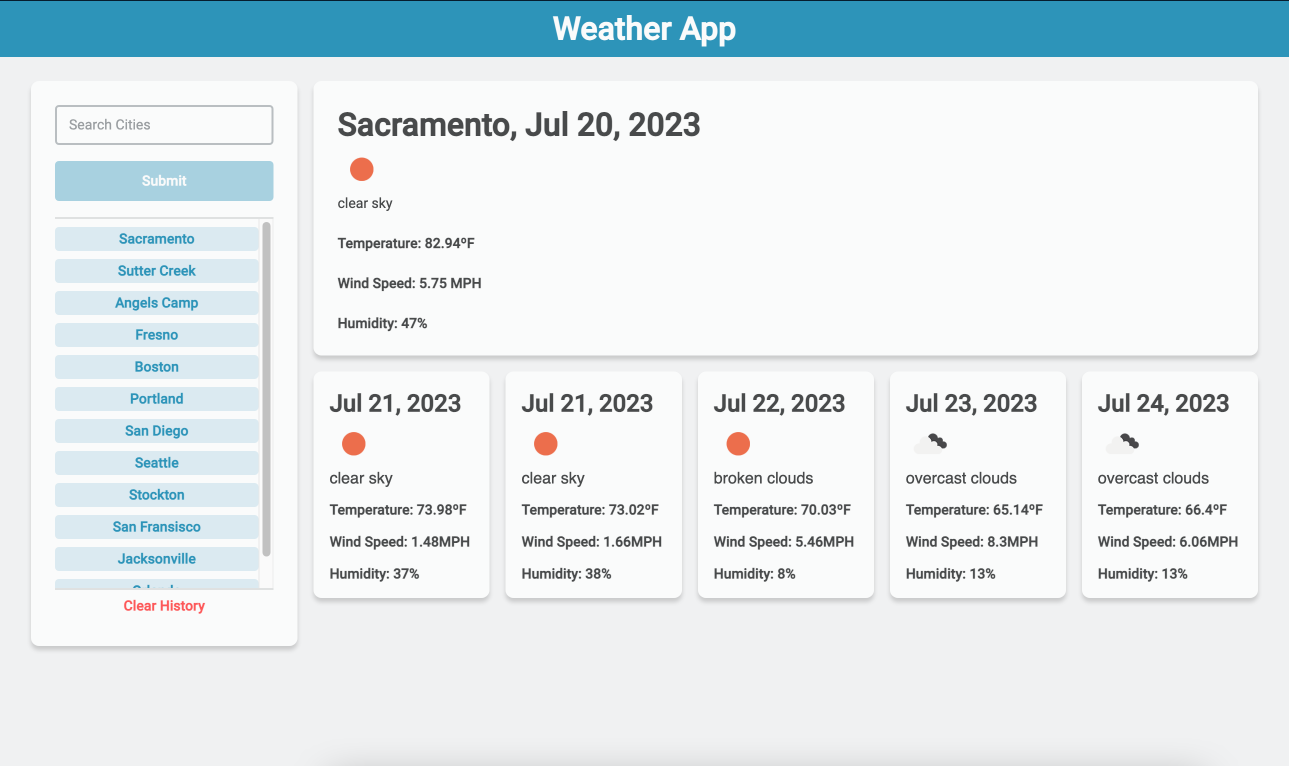 Weather App
Search Cities
Submit
Sacramento
Sutter Creek
Angels Camp
Fresno
Boston
Portland
San Diego
Seattle
Stockton
San Fransisco
Jacksonville
Clear History
Sacramento, Jul 20, 2023
clear sky
Temperature: 82.94ºF
Wind Speed: 5.75 MPH
Humidity: 47%
Jul 21, 2023
clear sky
Temperature: 73.98ºF
Wind Speed: 1.48MPH
Humidity: 37%
Jul 21, 2023
clear sky
Temperature: 73.02ºF
Wind Speed: 1.66MPH
Humidity: 38%
Jul 22, 2023
broken clouds
Temperature: 70.03ºF
Wind Speed: 5.46MPH
Humidity: 8%
Jul 23, 2023
overcast clouds
Temperature: 65.14ºF
Wind Speed: 8.3MPH
Humidity: 13%
Jul 24, 2023
overcast clouds
Temperature: 66.4ºF
Wind Speed: 6.06MPH
Humidity: 13%